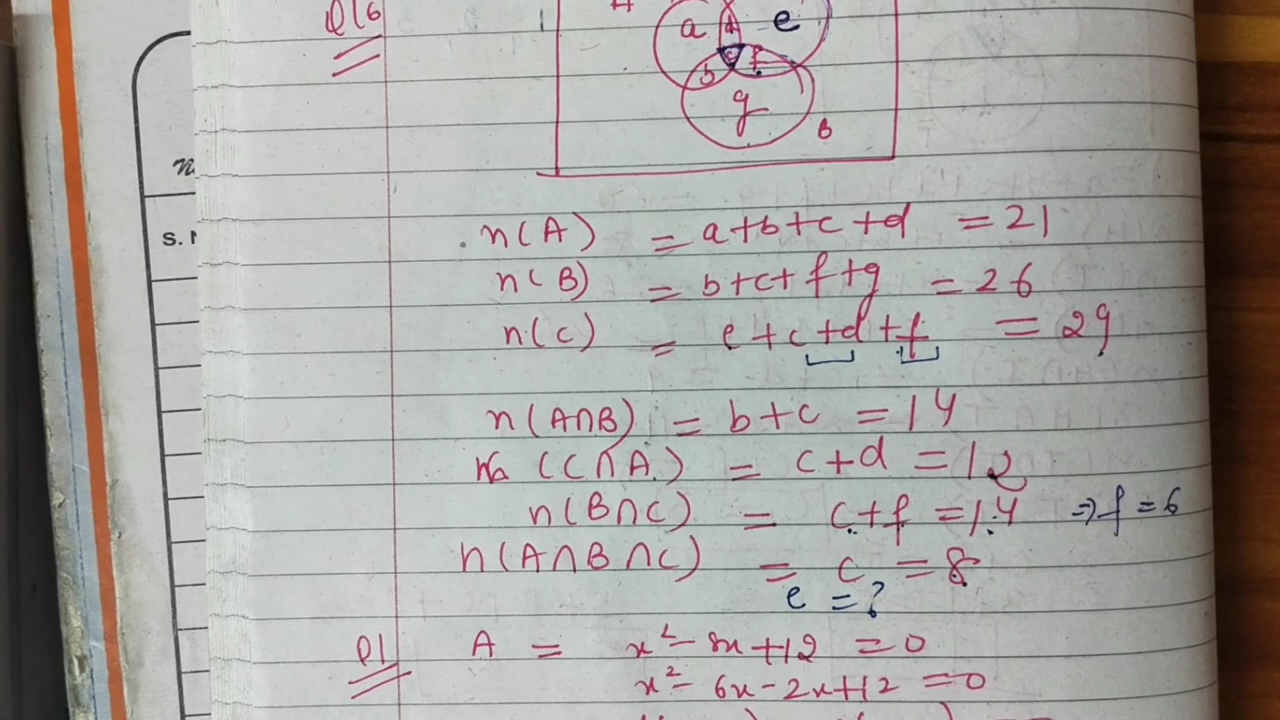 Q16
a d e
b c f
g
B
n(A) = a+b+c+d = 21
n(B) = b+c+f+g = 26
n(C) = e+c+d+f = 29
n(A∩B) = b+c = 14
(C∩A) = c+d = 12
n(B∩C) = c+f = 14 ⇒ f = 6
n(A∩B∩C) = c = 8
e = ?
Q1 A = x²-8x+12 = 0
x²-6x-2x+12 = 0
S.